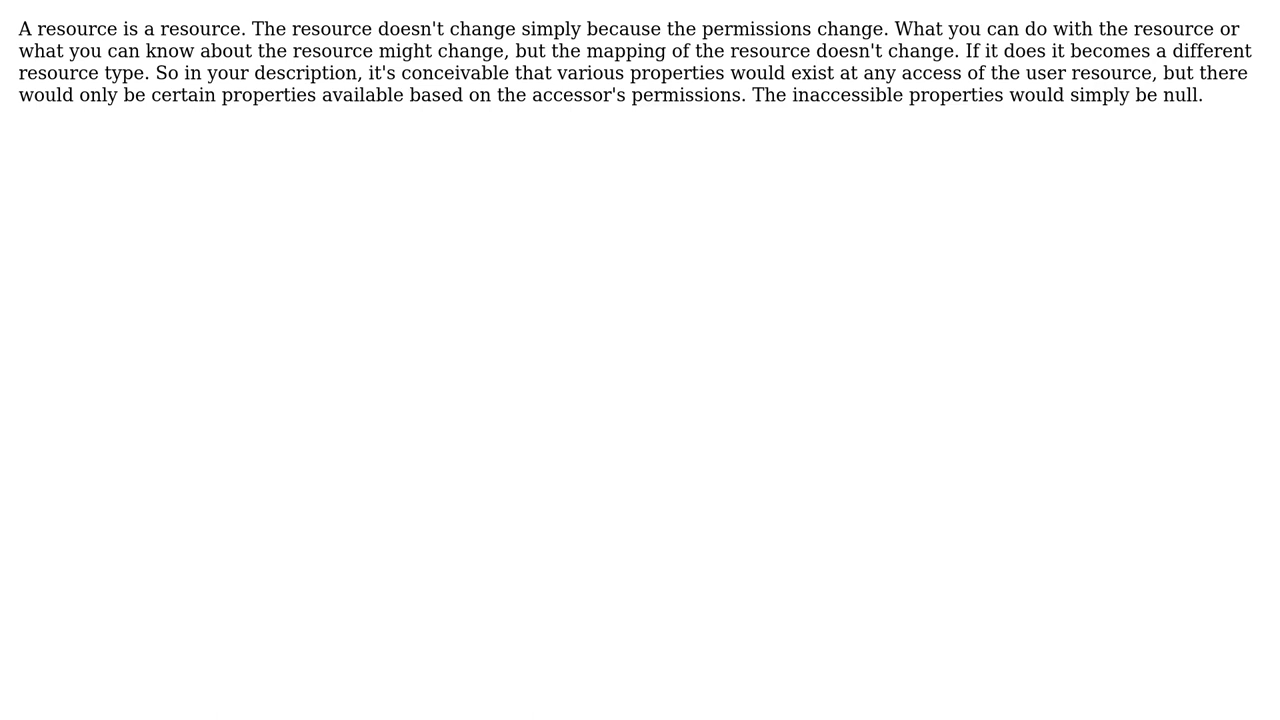 A resource is a resource. The resource doesn't change simply because the permissions change. What you can do with the resource or
what you can know about the resource might change, but the mapping of the resource doesn't change. If it does it becomes a different
resource type. So in your description, it's conceivable that various properties would exist at any access of the user resource, but there
would only be certain properties available based on the accessor's permissions. The inaccessible properties would simply be null.